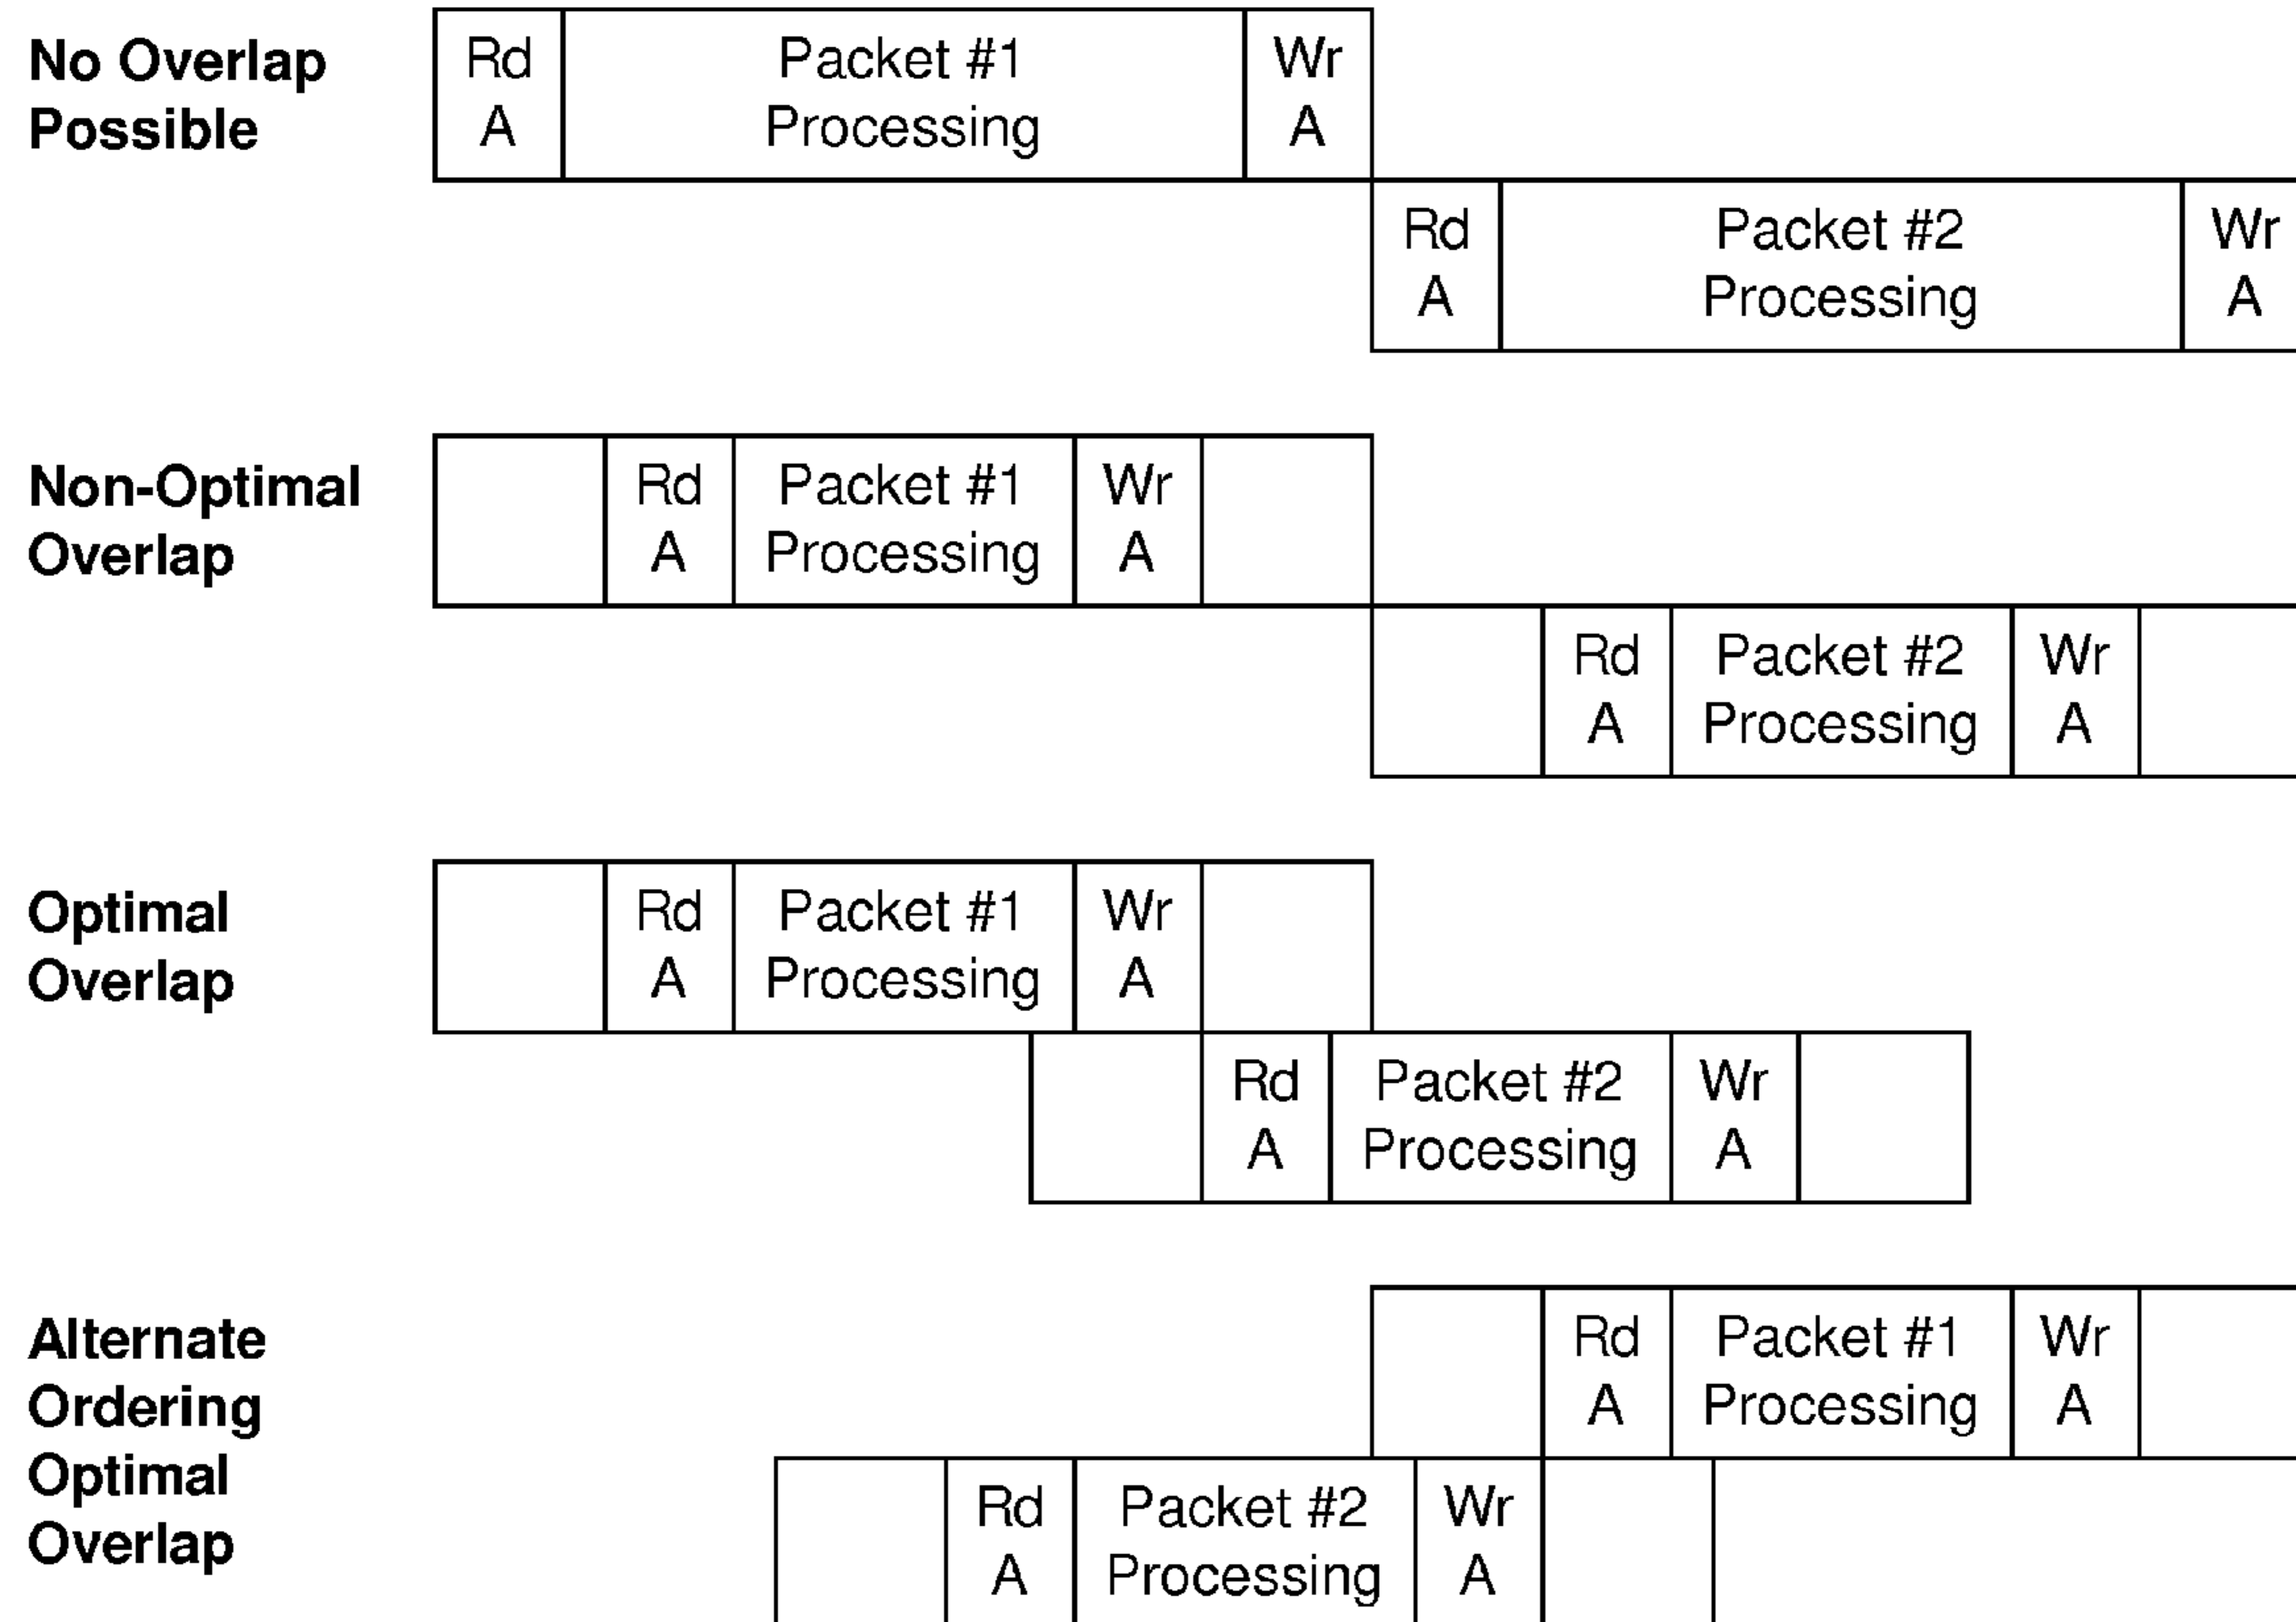 No Overlap
Possible
Rd
A
Packet #1
Processing
Wr
A
Rd
A
Packet #2
Processing
Wr
A
Non-Optimal
Overlap
Rd
A
Packet #1
Processing
Wr
A
Rd
A
Packet #2
Processing
Wr
A
Optimal
Overlap
Rd
A
Packet #1
Processing
Wr
A
Rd
A
Packet #2
Processing
Wr
A
Alternate
Ordering
Optimal
Overlap
Rd
A
Packet #1
Processing
Wr
A
Rd
A
Packet #2
Processing
Wr
A